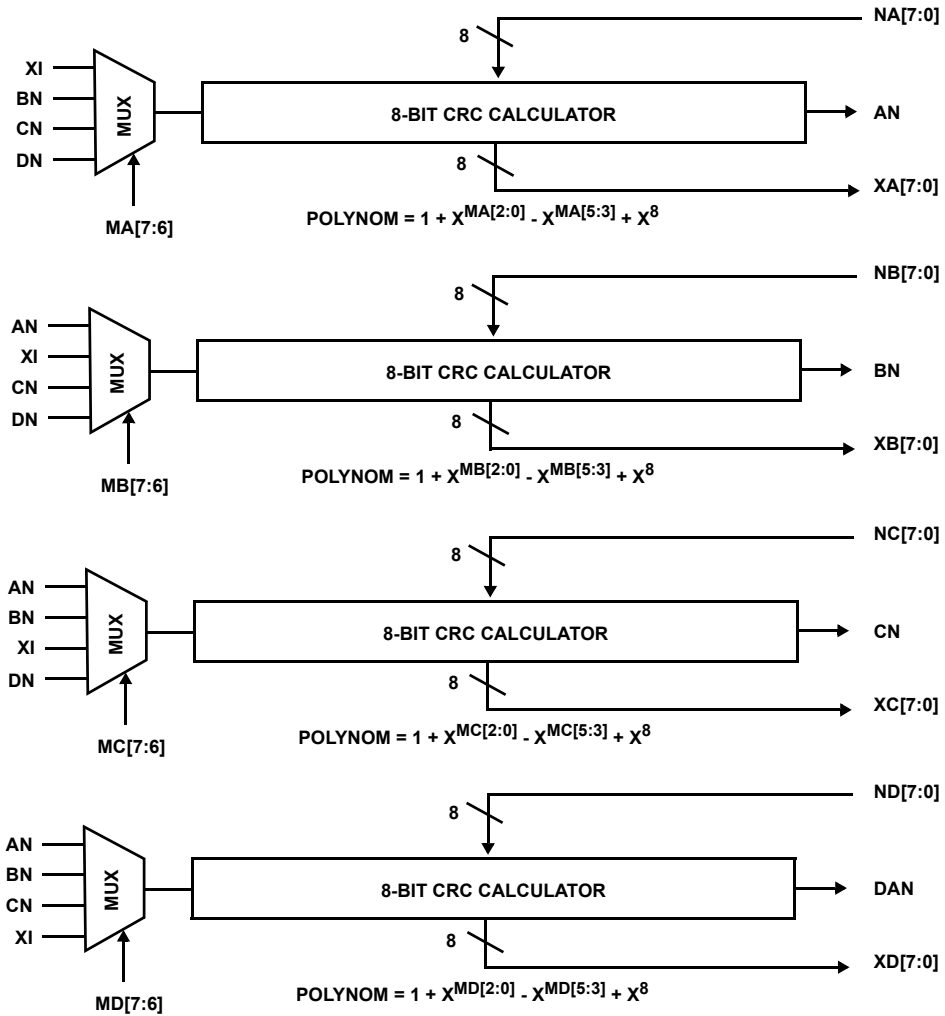 NA[7:0]
8
XI
BN
CN
DN
MUX
8-BIT CRC CALCULATOR
AN
8
XA[7:0]
MA[7:6]
POLYNOM = 1 + X^MA[2:0] - X^MA[5:3] + X^8
NB[7:0]
8
AN
XI
CN
DN
MUX
8-BIT CRC CALCULATOR
BN
8
XB[7:0]
MB[7:6]
POLYNOM = 1 + X^MB[2:0] - X^MB[5:3] + X^8
NC[7:0]
8
AN
BN
XI
DN
MUX
8-BIT CRC CALCULATOR
CN
8
XC[7:0]
MC[7:6]
POLYNOM = 1 + X^MC[2:0] - X^MC[5:3] + X^8
ND[7:0]
8
AN
BN
CN
XI
MUX
8-BIT CRC CALCULATOR
DAN
8
XD[7:0]
MD[7:6]
POLYNOM = 1 + X^MD[2:0] - X^MD[5:3] + X^8